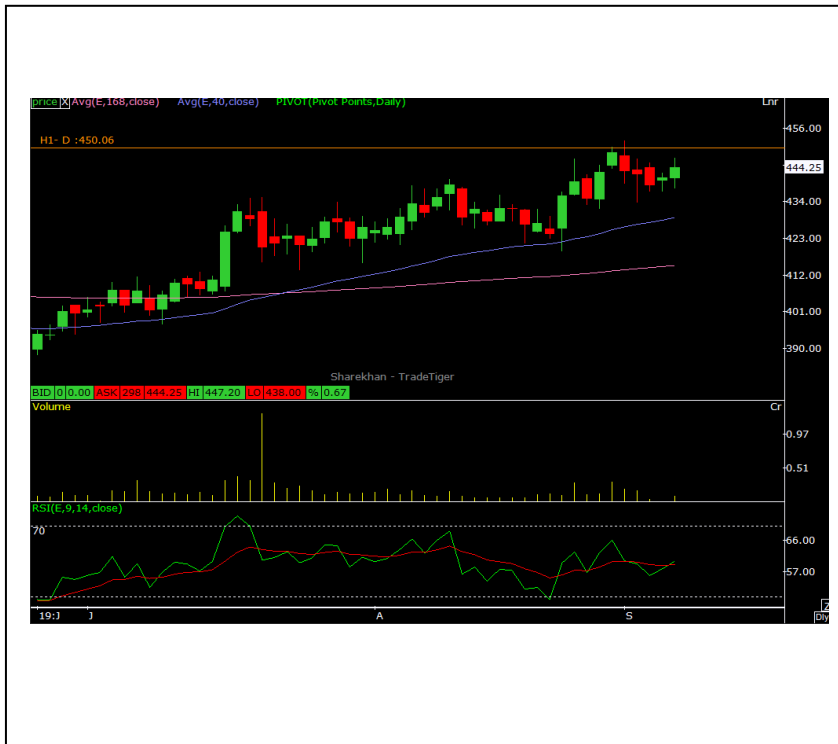 price X Avg(E,168,close) Avg(E,40,close) PIVOT(Pivot Points,Daily) Lnr
456.00
H1- D :450.06
444.25
434.00
423.00
412.00
401.00
390.00
Sharekhan - TradeTiger
BID 0 0.00 ASK 298 444.25 HI 447.20 LO 438.00 % 0.67
Volume Cr
0.97
0.51
RSI(E,9,14,close)
70
66.00
57.00
Z
19:J J A S Dly